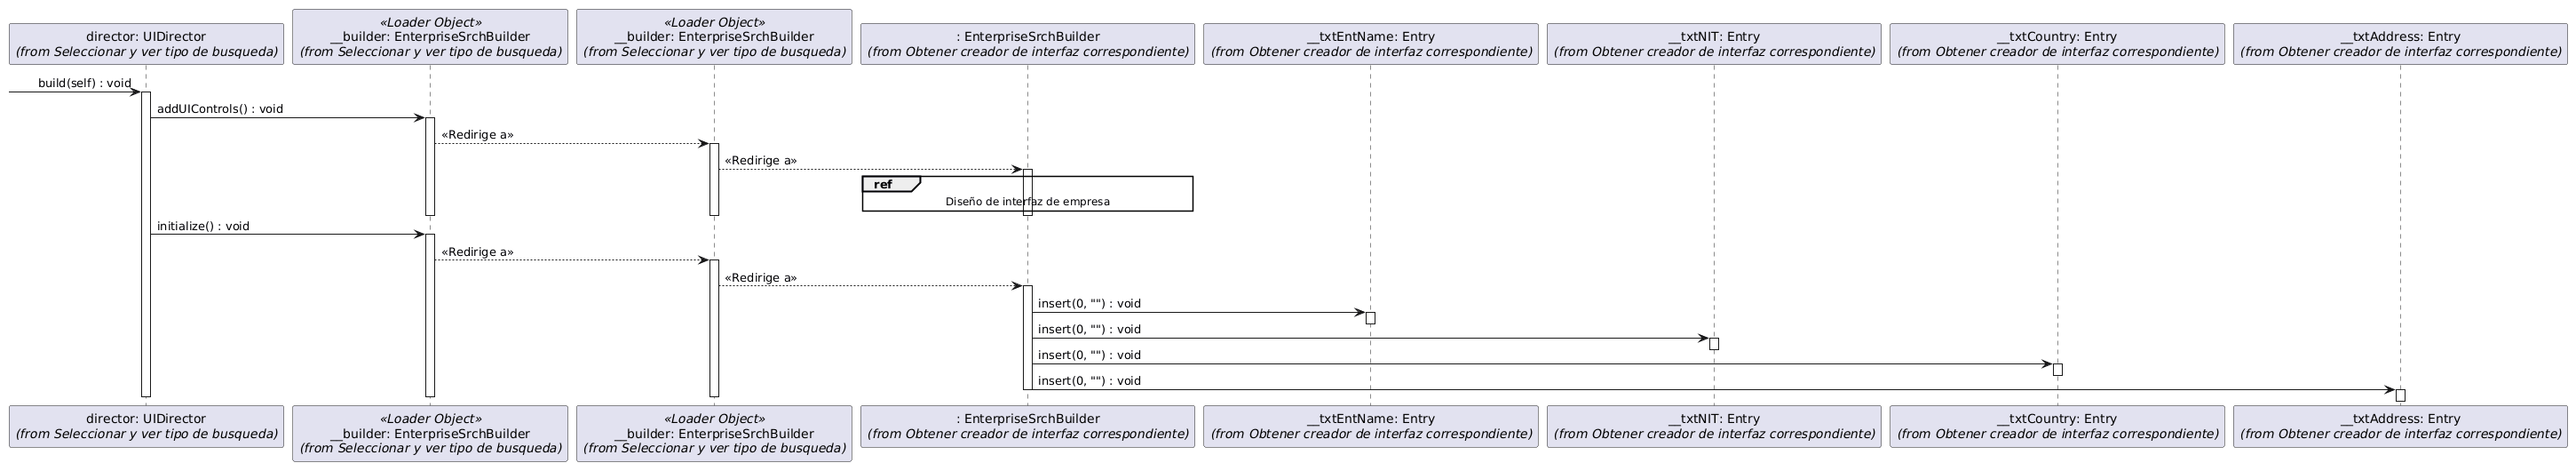 director: UIDirector
(from Seleccionar y ver tipo de busqueda)
«Loader Object»
__builder: EnterpriseSrchBuilder
(from Seleccionar y ver tipo de busqueda)
«Loader Object»
__builder: EnterpriseSrchBuilder
(from Seleccionar y ver tipo de busqueda)
: EnterpriseSrchBuilder
(from Obtener creador de interfaz correspondiente)
__txtEntName: Entry
(from Obtener creador de interfaz correspondiente)
__txtNIT: Entry
(from Obtener creador de interfaz correspondiente)
__txtCountry: Entry
(from Obtener creador de interfaz correspondiente)
__txtAddress: Entry
(from Obtener creador de interfaz correspondiente)
build(self) : void
addUIControls() : void
«Redirige a»
«Redirige a»
ref
Diseño de interfaz de empresa
initialize() : void
«Redirige a»
«Redirige a»
insert(0, "") : void
insert(0, "") : void
insert(0, "") : void
insert(0, "") : void
director: UIDirector
(from Seleccionar y ver tipo de busqueda)
«Loader Object»
__builder: EnterpriseSrchBuilder
(from Seleccionar y ver tipo de busqueda)
«Loader Object»
__builder: EnterpriseSrchBuilder
(from Seleccionar y ver tipo de busqueda)
: EnterpriseSrchBuilder
(from Obtener creador de interfaz correspondiente)
__txtEntName: Entry
(from Obtener creador de interfaz correspondiente)
__txtNIT: Entry
(from Obtener creador de interfaz correspondiente)
__txtCountry: Entry
(from Obtener creador de interfaz correspondiente)
__txtAddress: Entry
(from Obtener creador de interfaz correspondiente)